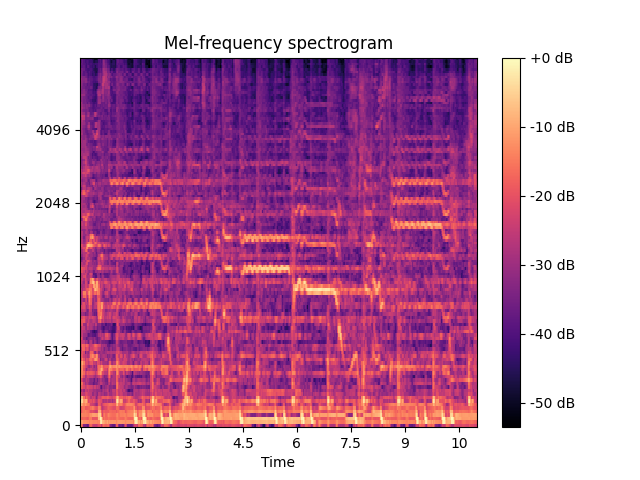 Mel-frequency spectrogram
+0 dB
4096
-10 dB
2048
-20 dB
Hz
1024
-30 dB
512
-40 dB
0
-50 dB
0 1.5 3 4.5 6 7.5 9 10
Time